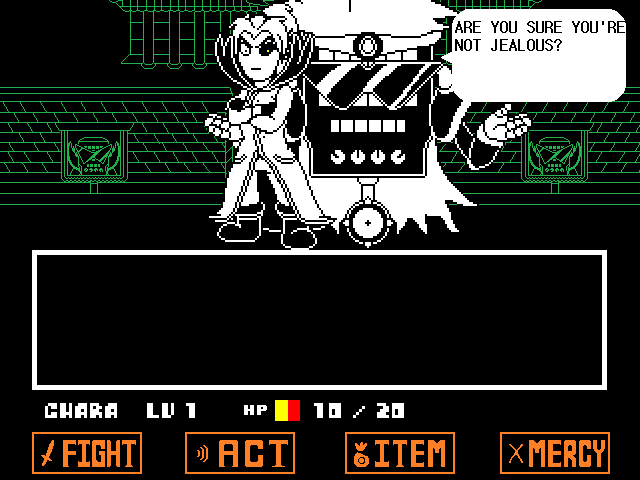 ARE YOU SURE YOU'RE
NOT JEALOUS?
CHARA LV 1 HP 10 / 20
FIGHT ACT ITEM MERCY